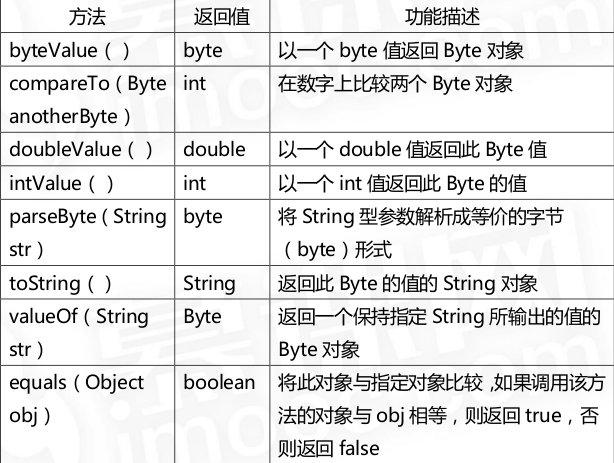 方法 返回值 功能描述
byteValue（ ） byte 以一个 byte 值返回 Byte 对象
compareTo（Byte int 在数字上比较两个 Byte 对象
anotherByte）
doubleValue（ ） double 以一个 double 值返回此 Byte 值
intValue（ ） int 以一个 int 值返回此 Byte 的值
parseByte（String byte 将 String 型参数解析成等价的字节
str） （byte）形式
toString（ ） String 返回此 Byte 的值的 String 对象
valueOf（String Byte 返回一个保持指定 String 所输出的值的
str） Byte 对象
equals（Object boolean 将此对象与指定对象比较 ,如果调用该方
obj） 法的对象与 obj 相等，则返回 true，否
则返回 false